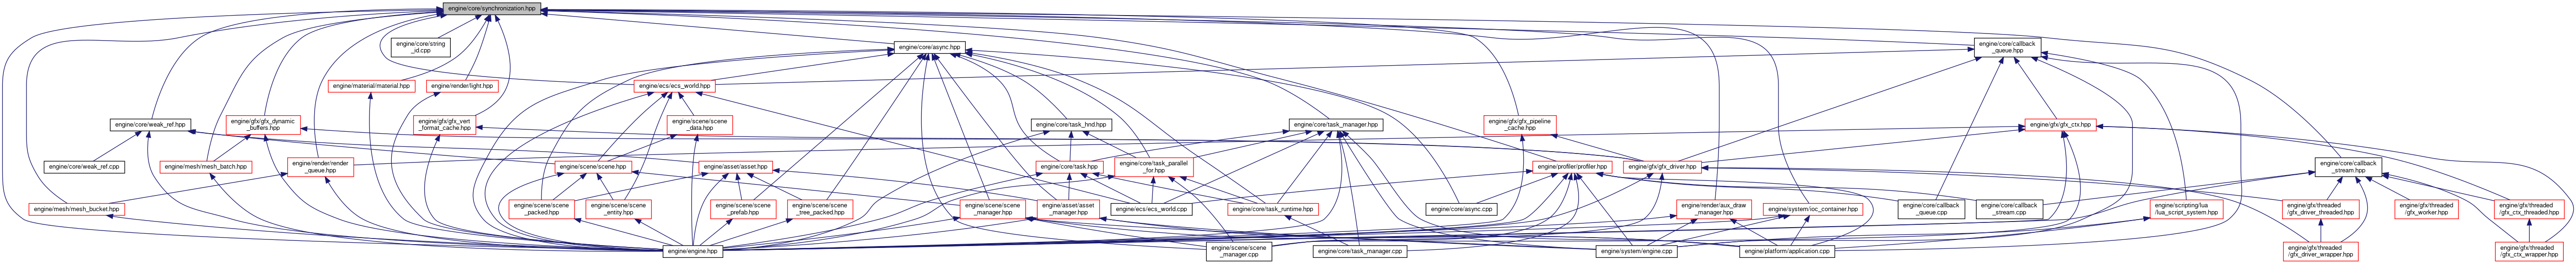 engine/core/synchronization.hpp
engine/core/string
_id.cpp
engine/core/async.hpp
engine/core/callback
_queue.hpp
engine/material/material.hpp
engine/render/light.hpp
engine/ecs/ecs_world.hpp
engine/core/weak_ref.hpp
engine/gfx/gfx_dynamic
_buffers.hpp
engine/gfx/gfx_vert
_format_cache.hpp
engine/scene/scene
_data.hpp
engine/core/task_hnd.hpp
engine/core/task_manager.hpp
engine/gfx/gfx_pipeline
_cache.hpp
engine/gfx/gfx_ctx.hpp
engine/core/weak_ref.cpp
engine/mesh/mesh_batch.hpp
engine/render/render
_queue.hpp
engine/scene/scene.hpp
engine/asset/asset.hpp
engine/core/task.hpp
engine/core/task_parallel
_for.hpp
engine/profiler/profiler.hpp
engine/gfx/gfx_driver.hpp
engine/core/callback
_stream.hpp
engine/mesh/mesh_bucket.hpp
engine/scene/scene
_packed.hpp
engine/scene/scene
_entity.hpp
engine/scene/scene
_prefab.hpp
engine/scene/scene
_tree_packed.hpp
engine/scene/scene
_manager.hpp
engine/asset/asset
_manager.hpp
engine/ecs/ecs_world.cpp
engine/core/task_runtime.hpp
engine/core/async.cpp
engine/render/aux_draw
_manager.hpp
engine/system/ioc_container.hpp
engine/core/callback
_queue.cpp
engine/core/callback
_stream.cpp
engine/scripting/lua
/lua_script_system.hpp
engine/gfx/threaded
/gfx_driver_threaded.hpp
engine/gfx/threaded
/gfx_worker.hpp
engine/gfx/threaded
/gfx_ctx_threaded.hpp
engine/engine.hpp
engine/scene/scene
_manager.cpp
engine/core/task_manager.cpp
engine/system/engine.cpp
engine/platform/application.cpp
engine/gfx/threaded
/gfx_driver_wrapper.hpp
engine/gfx/threaded
/gfx_ctx_wrapper.hpp